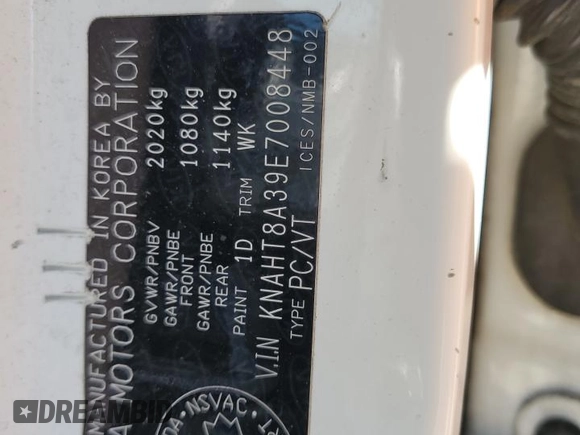 MANUFACTURED IN KOREA BY
MOTORS CORPORATION
GVWR/PNBV 2020kg
GAWR/PNBE FRONT 1080kg
GAWR/PNBE REAR 1140kg
PAINT 1D TRIM WK
V.I.N KNAHT8A39E7008448
TYPE PC/VT ICES/NMB-002
NSVAC
DREAMBID